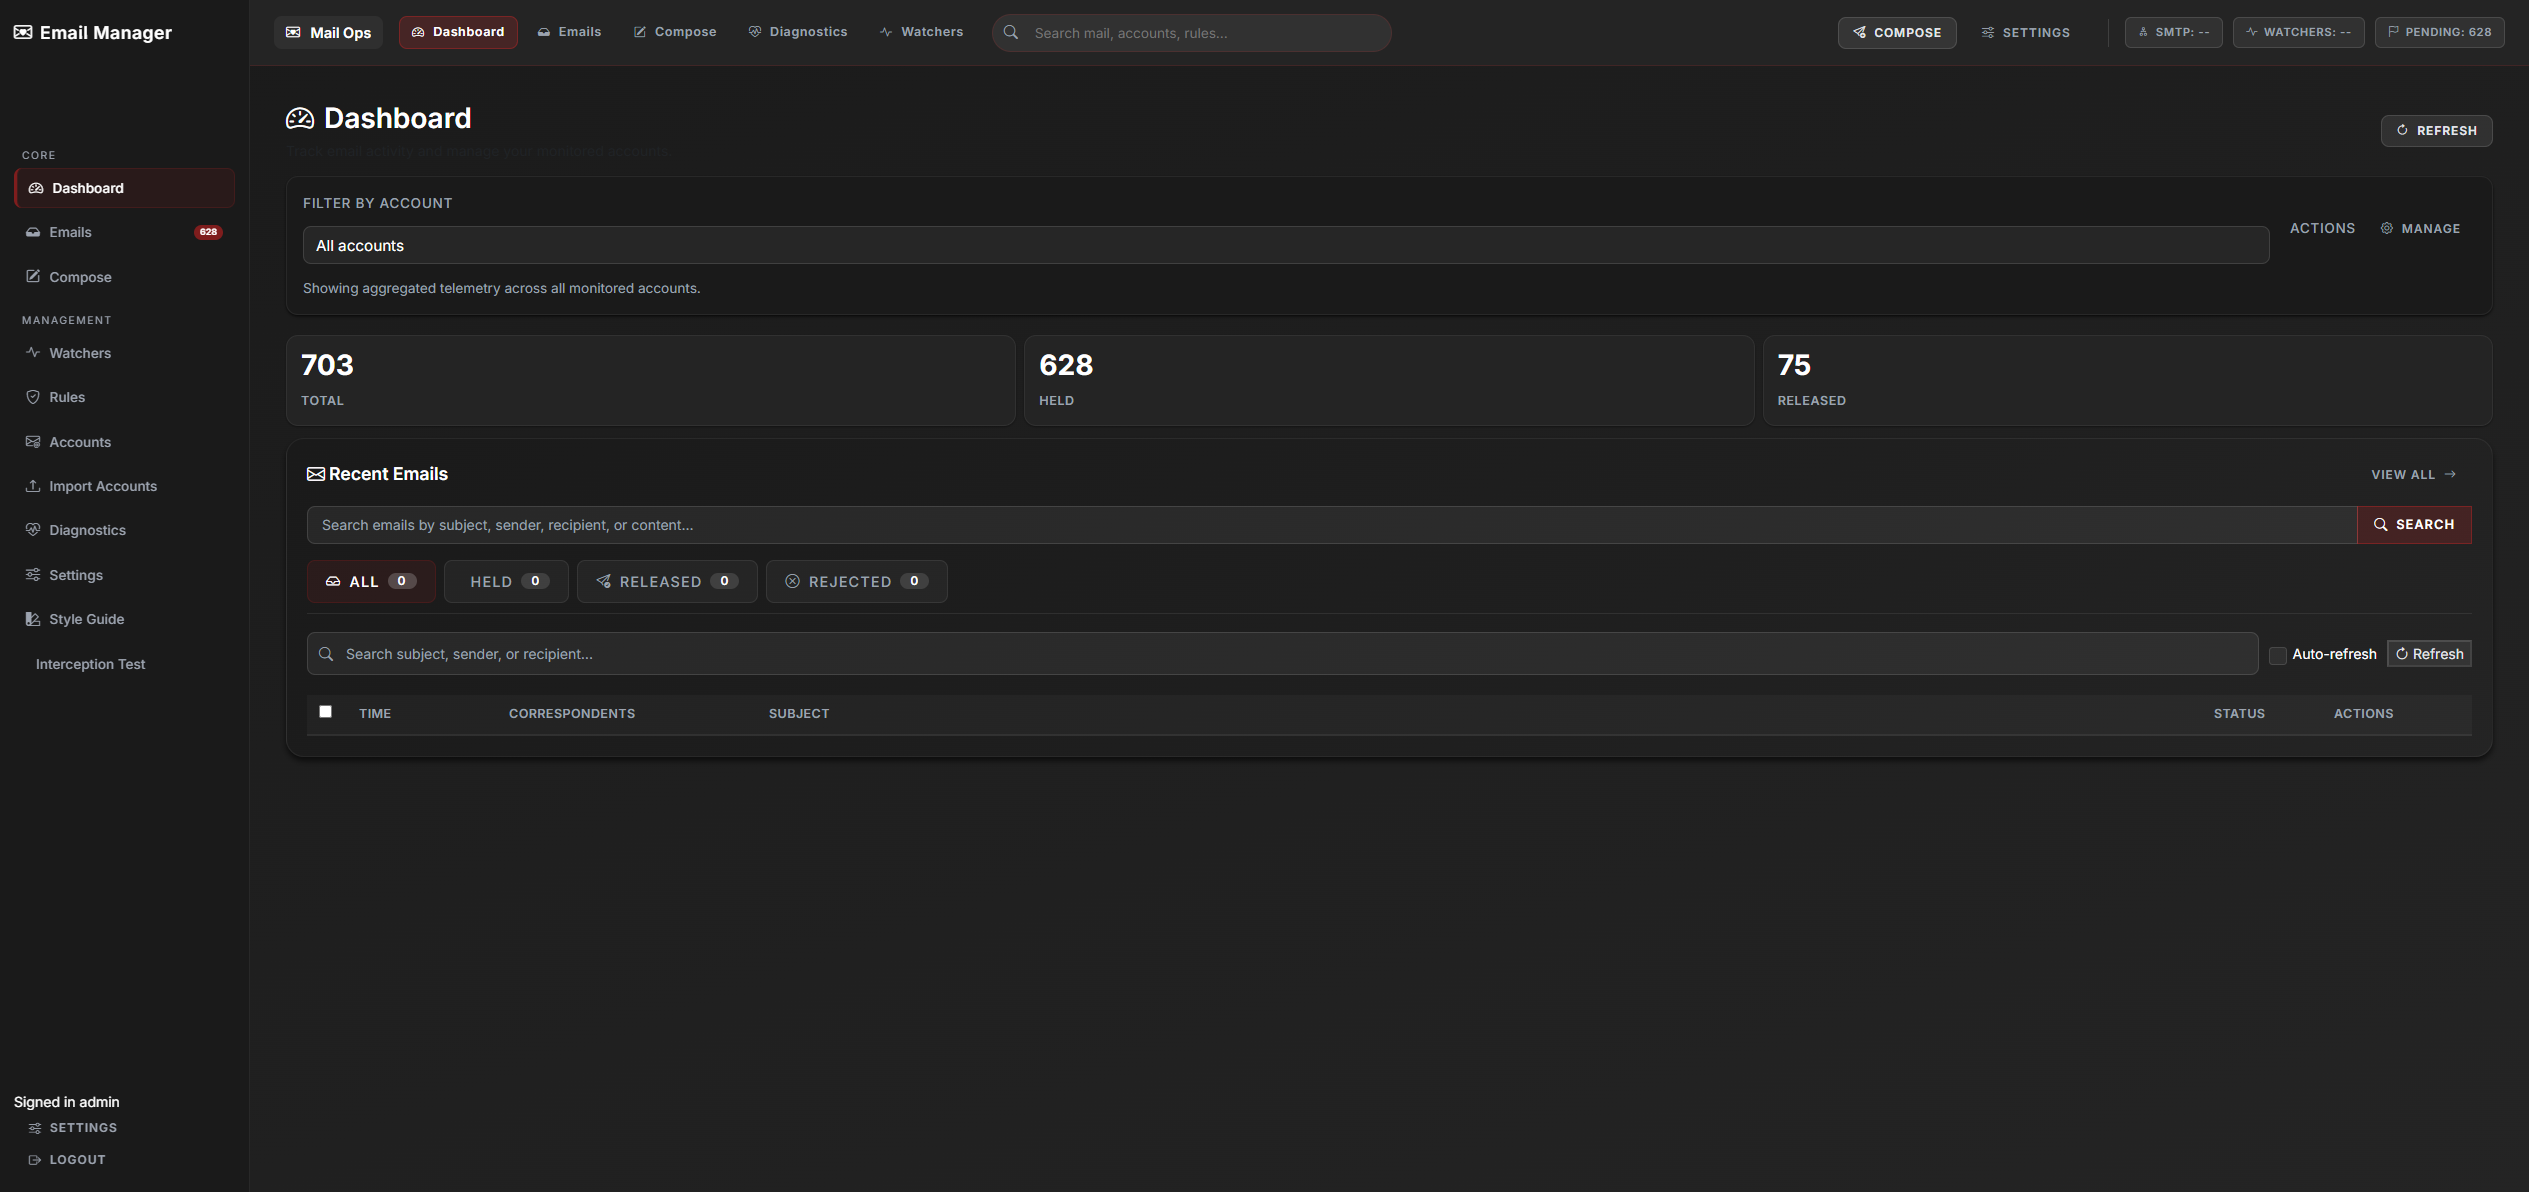 Email Manager
CORE
Dashboard
Emails 628
Compose
MANAGEMENT
Watchers
Rules
Accounts
Import Accounts
Diagnostics
Settings
Style Guide
Interception Test
Signed in admin
SETTINGS
LOGOUT
Mail Ops Dashboard Emails Compose Diagnostics Watchers Search mail, accounts, rules... COMPOSE SETTINGS SMTP: -- WATCHERS: -- PENDING: 628
Dashboard
Track email activity and manage your monitored accounts.
REFRESH
FILTER BY ACCOUNT
All accounts
ACTIONS MANAGE
Showing aggregated telemetry across all monitored accounts.
703
TOTAL
628
HELD
75
RELEASED
Recent Emails
VIEW ALL
Search emails by subject, sender, recipient, or content... SEARCH
ALL 0 HELD 0 RELEASED 0 REJECTED 0
Search subject, sender, or recipient... Auto-refresh Refresh
TIME CORRESPONDENTS SUBJECT STATUS ACTIONS